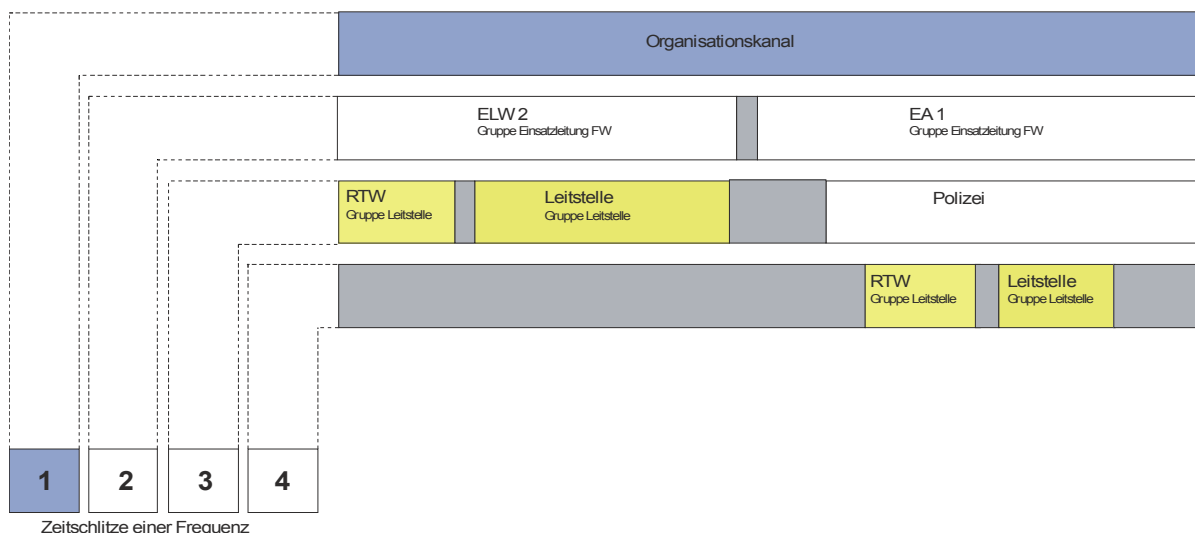 Organisationskanal
ELW 2
Gruppe Einsatzleitung FW
EA 1
Gruppe Einsatzleitung FW
RTW
Gruppe Leitstelle
Leitstelle
Gruppe Leitstelle
Polizei
RTW
Gruppe Leitstelle
Leitstelle
Gruppe Leitstelle
1 2 3 4
Zeitschlitze einer Frequenz